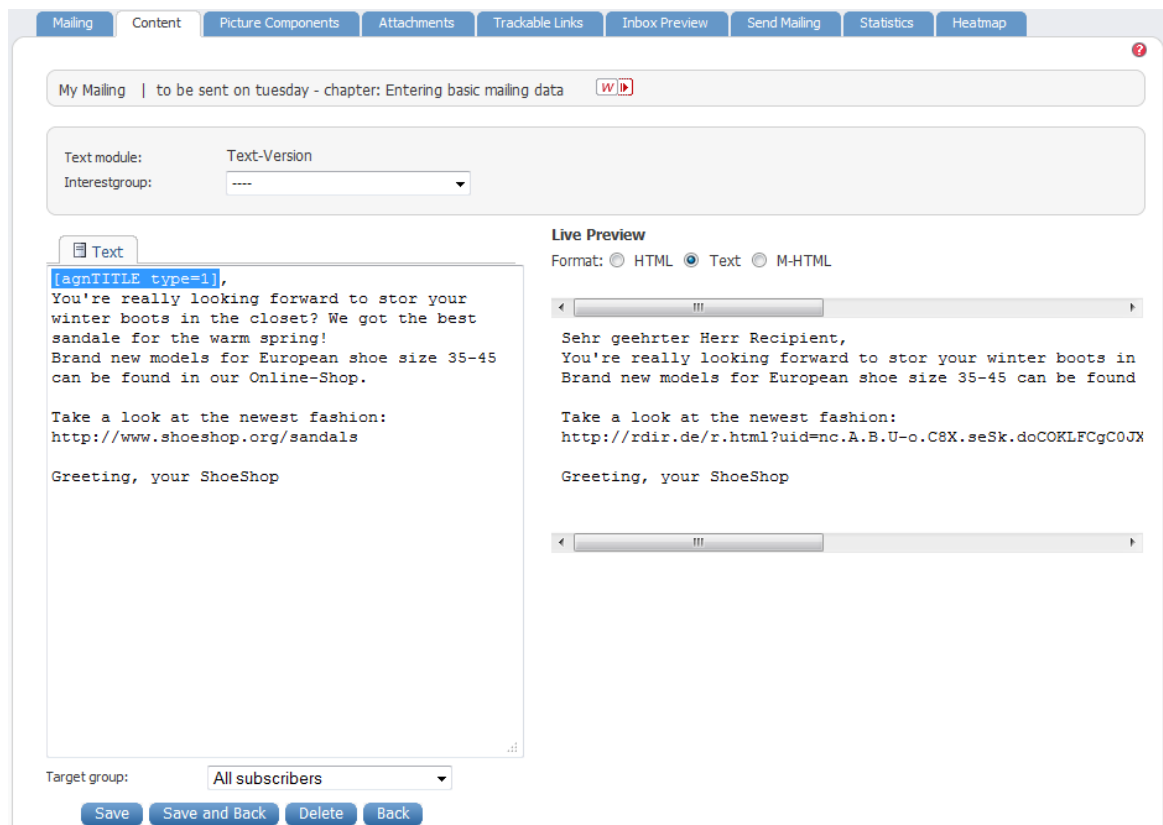 Mailing Content Picture Components Attachments Trackable Links Inbox Preview Send Mailing Statistics Heatmap
?
My Mailing | to be sent on tuesday - chapter: Entering basic mailing data W
Text module: Text-Version
Interestgroup: ----
Text
[agnTITLE type=1],
You're really looking forward to stor your
winter boots in the closet? We got the best
sandale for the warm spring!
Brand new models for European shoe size 35-45
can be found in our Online-Shop.
Take a look at the newest fashion:
http://www.shoeshop.org/sandals
Greeting, your ShoeShop
Live Preview
Format: HTML Text M-HTML
Sehr geehrter Herr Recipient,
You're really looking forward to stor your winter boots in
Brand new models for European shoe size 35-45 can be found
Take a look at the newest fashion:
http://rdir.de/r.html?uid=nc.A.B.U-o.C8X.seSk.doCOKLFCgC0JX
Greeting, your ShoeShop
Target group: All subscribers
Save Save and Back Delete Back